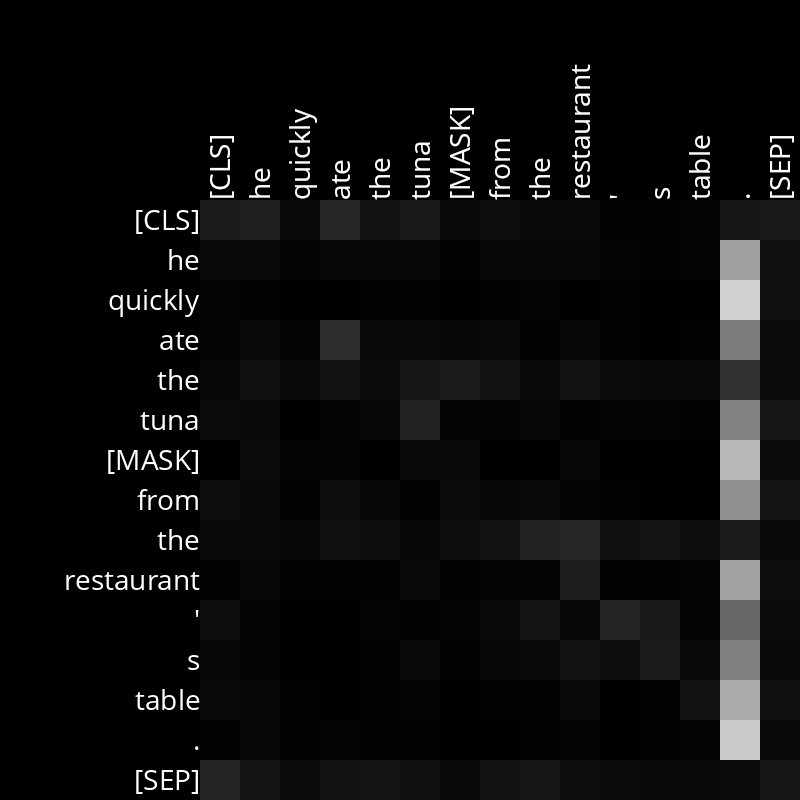 [CLS] he quickly ate the tuna [MASK] from the restaurant ' s table . [SEP]
[CLS]
he
quickly
ate
the
tuna
[MASK]
from
the
restaurant
'
s
table
.
[SEP]